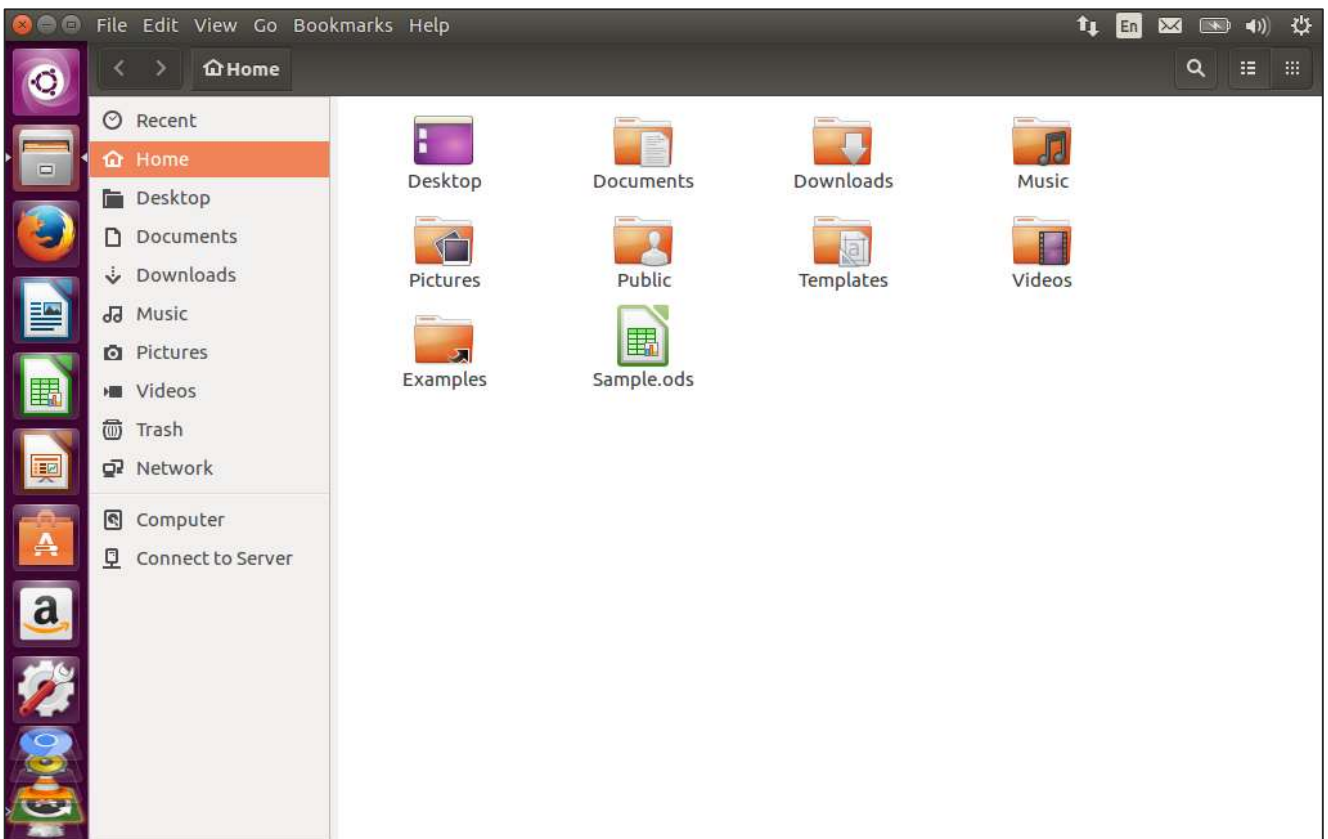 File Edit View Go Bookmarks Help
En
Home
Recent
Home
Desktop
Documents
Downloads
Music
Pictures
Videos
Trash
Network
Computer
Connect to Server
Desktop Documents Downloads Music
Pictures Public Templates Videos
Examples Sample.ods
a